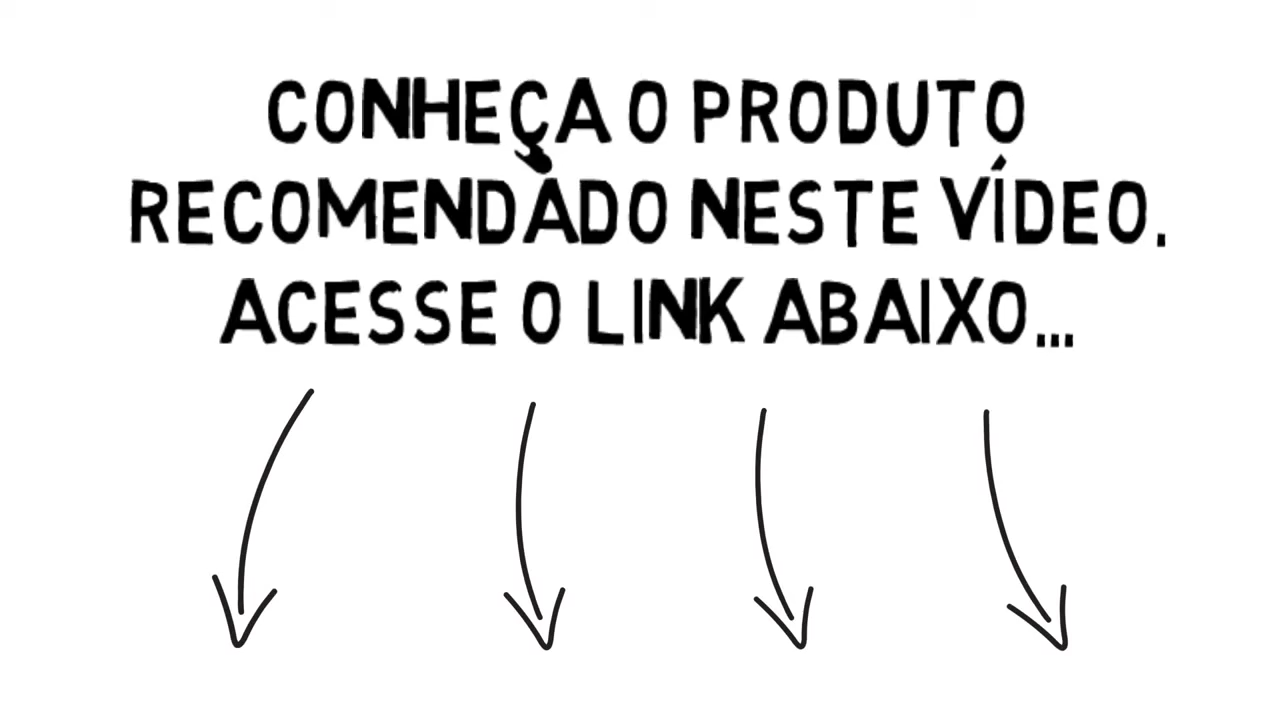 CONHEÇA O PRODUTO
RECOMENDADO NESTE VÍDEO.
ACESSE O LINK ABAIXO...